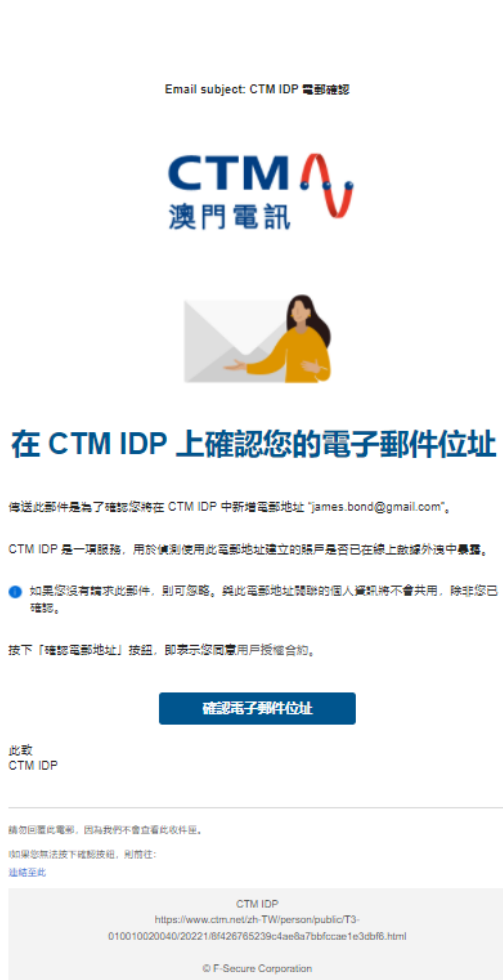 Email subject: CTM IDP 電郵確認
CTM
澳門電訊
在 CTM IDP 上確認您的電子郵件位址
傳送此郵件是為了確認您將在 CTM IDP 中新增電郵地址 "james.bond@gmail.com"。
CTM IDP 是一項服務，用於偵測使用此電郵地址建立的賬戶是否已在線上數據外洩中暴露。
如果您沒有請求此郵件，則可忽略。與此電郵地址關聯的個人資訊將不會共用，除非您已
確認。
按下「確認電郵地址」按鈕，即表示您同意用戶授權合約。
確認電子郵件位址
此致
CTM IDP
請勿回覆此電郵，因為我們不會查看此收件匣。
如果您無法按下確認按鈕，則前往：
連結至此
CTM IDP
https://www.ctm.net/zh-TW/person/public/T3-
010010020040/20221/8f426765239c4ae8a7bbfccae1e3dbf6.html
© F-Secure Corporation